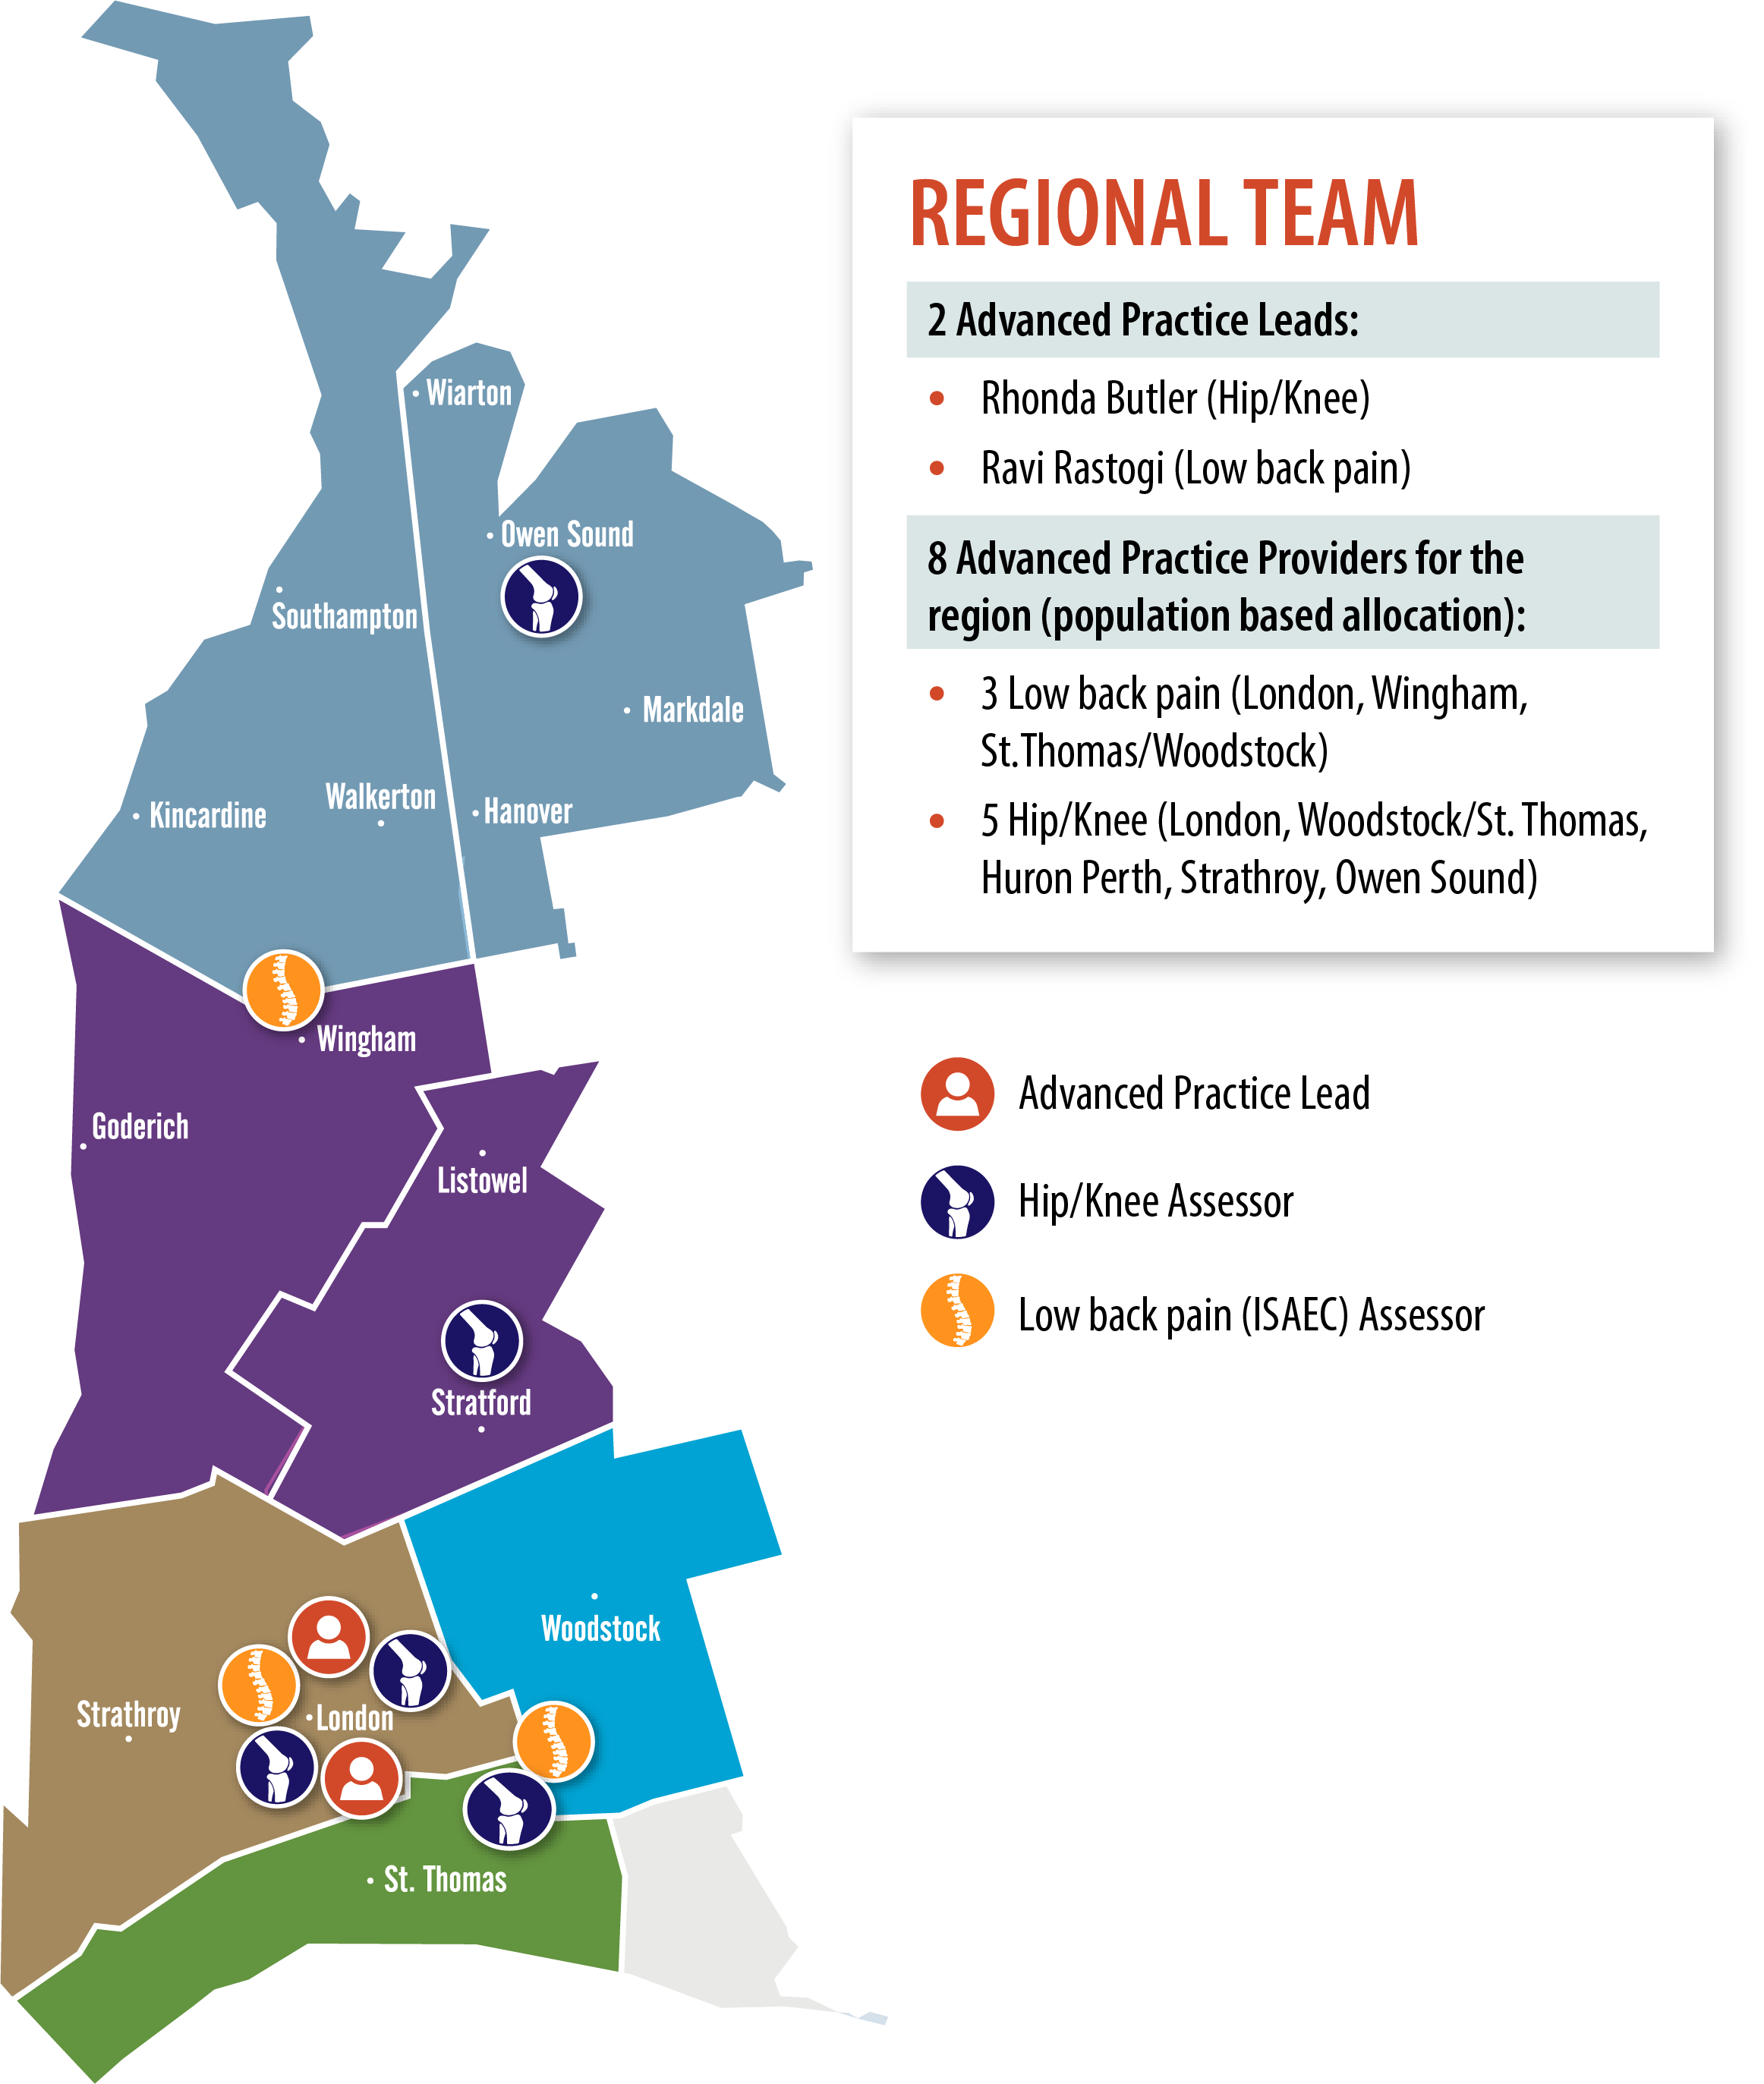 REGIONAL TEAM
2 Advanced Practice Leads:
• Rhonda Butler (Hip/Knee)
• Ravi Rastogi (Low back pain)
8 Advanced Practice Providers for the
region (population based allocation):
• 3 Low back pain (London, Wingham,
St.Thomas/Woodstock)
• 5 Hip/Knee (London, Woodstock/St. Thomas,
Huron Perth, Strathroy, Owen Sound)
Advanced Practice Lead
Hip/Knee Assessor
Low back pain (ISAEC) Assessor
Wiarton
Owen Sound
Southampton
Markdale
Walkerton
Hanover
Kincardine
Wingham
Goderich
Listowel
Stratford
Woodstock
Strathroy
London
St. Thomas